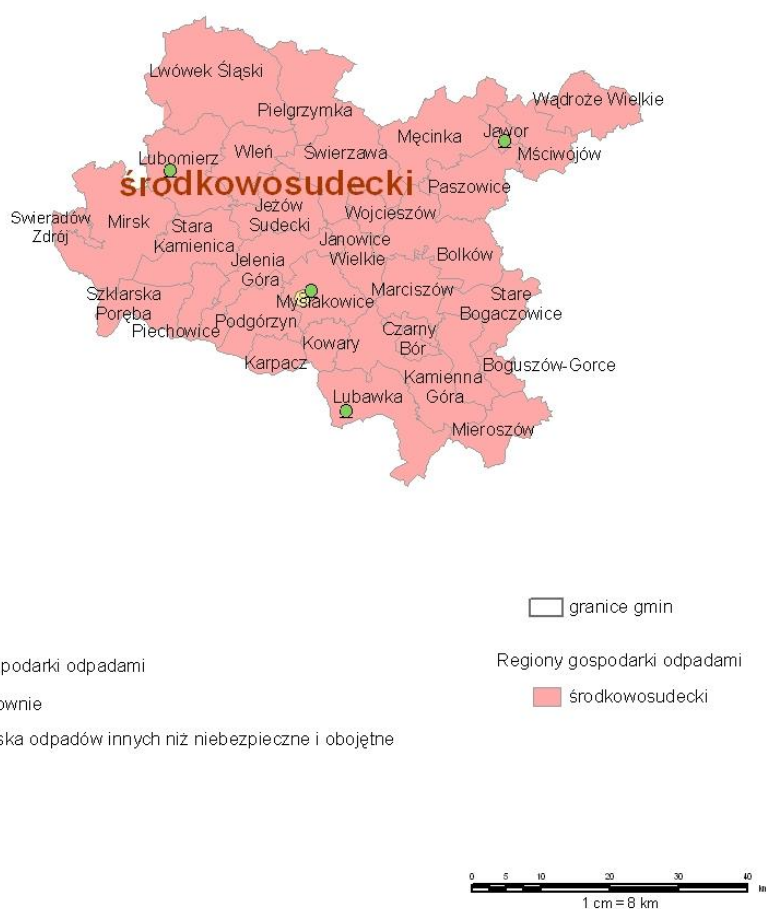 Lwówek Śląski
Pielgrzymka
Wądroże Wielkie
Męcinka
Jawor
Mściwojów
Lubomierz
Wleń
Świerzawa
środkowosudecki
Paszowice
Swieradów
Zdrój
Mirsk
Stara
Kamienica
Jeżów
Sudecki
Wojcieszów
Janowice
Wielkie
Bolków
Jelenia
Góra
Szklarska
Poręba
Piechowice
Podgórzyn
Mysłakowice
Marciszów
Stare
Bogaczowice
Czarny
Bór
Kowary
Karpacz
Boguszów-Gorce
Kamienna
Góra
Lubawka
Mieroszów
granice gmin
podarki odpadami
Regiony gospodarki odpadami
ownie
środkowosudecki
ska odpadów innych niż niebezpieczne i obojętne
0 5 10 20 30 40
km
1 cm = 8 km